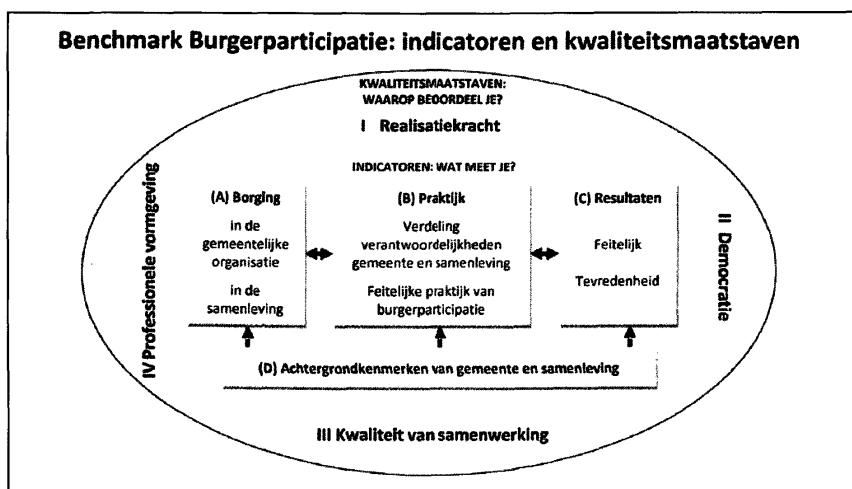 Benchmark Burgerparticipatie: indicatoren en kwaliteitsmaatstaven
KWALITEITSMAATSTAVEN:
WAAROP BEOORDEEL JE?
I Realisatiekracht
INDICATOREN: WAT MEET JE?
IV Professionele vormgeving
(A) Borging
in de
gemeentelijke
organisatie
in de
samenleving
(B) Praktijk
Verdeling
verantwoordelijkheden
gemeente en samenleving
Feitelijke praktijk van
burgerparticipatie
(C) Resultaten
Feitelijk
Tevredenheid
II Democratie
(D) Achtergrondkenmerken van gemeente en samenleving
III Kwaliteit van samenwerking